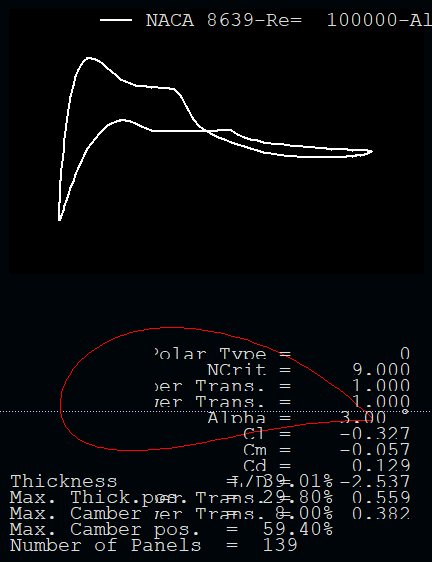 NACA 8639-Re= 100000-Al
Polar Type = 0
NCrit = 9.000
per Trans. = 1.000
per Trans. = 1.000
Alpha = 3.00 °
Cl = -0.327
Cm = -0.057
Cd = 0.129
L/D = -2.537
Thickness = 39.01%
Max. Thick.pos. = 29.80%
per Trans. = 0.559
Max. Camber = 8.00%
per Trans. = 0.382
Max. Camber pos. = 59.40%
Number of Panels = 139